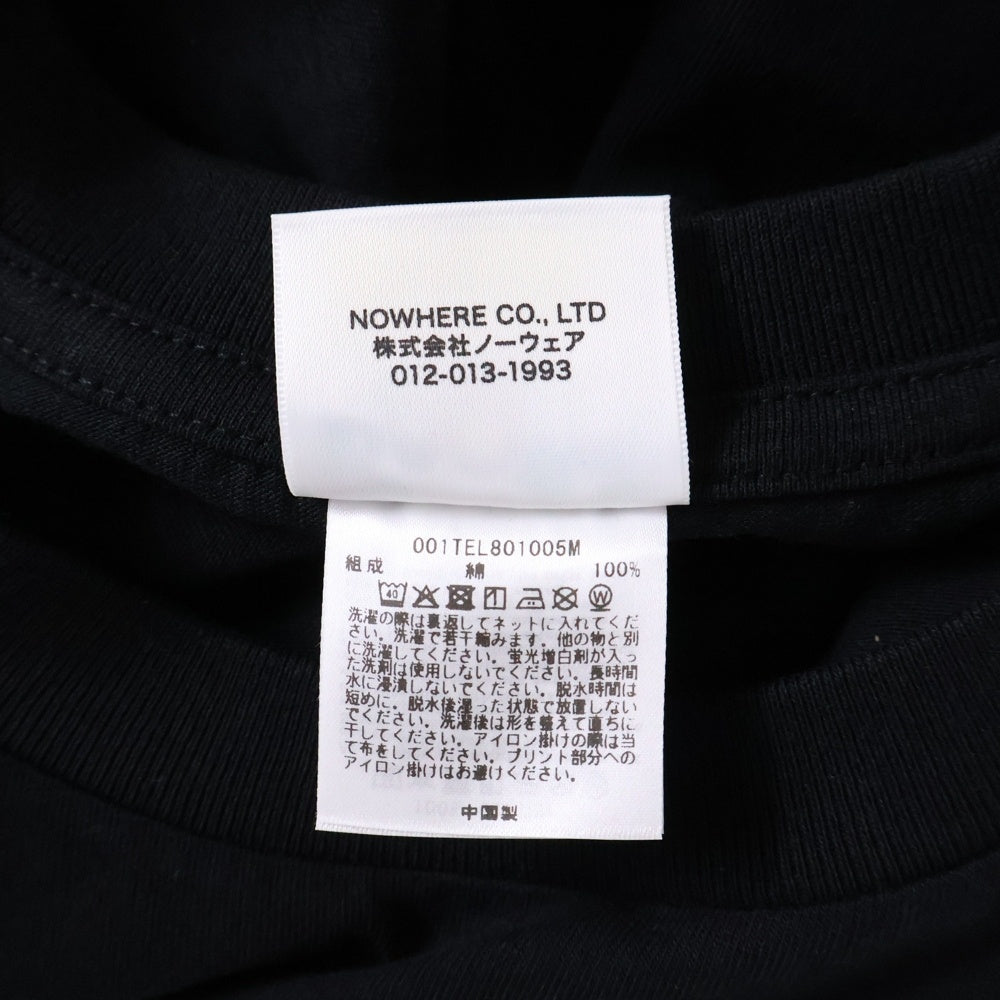 NOWHERE CO., LTD
株式会社ノーウェア
012-013-1993
001TEL801005M
組成 綿 100%
40 W
洗濯の際は裏返してネットに入れてくだ
さい。洗濯で若干縮みます。他の物と別
に洗濯してください。蛍光増白剤が入っ
た洗剤は使用しないでください。長時間
水に浸漬しないでください。脱水時間は
短めに。脱水後湿った状態で放置しない
でください。洗濯後は形を整えて直ちに
干してください。アイロン掛けの際は当
て布をしてください。プリント部分への
アイロン掛けはお避けください。
中国製